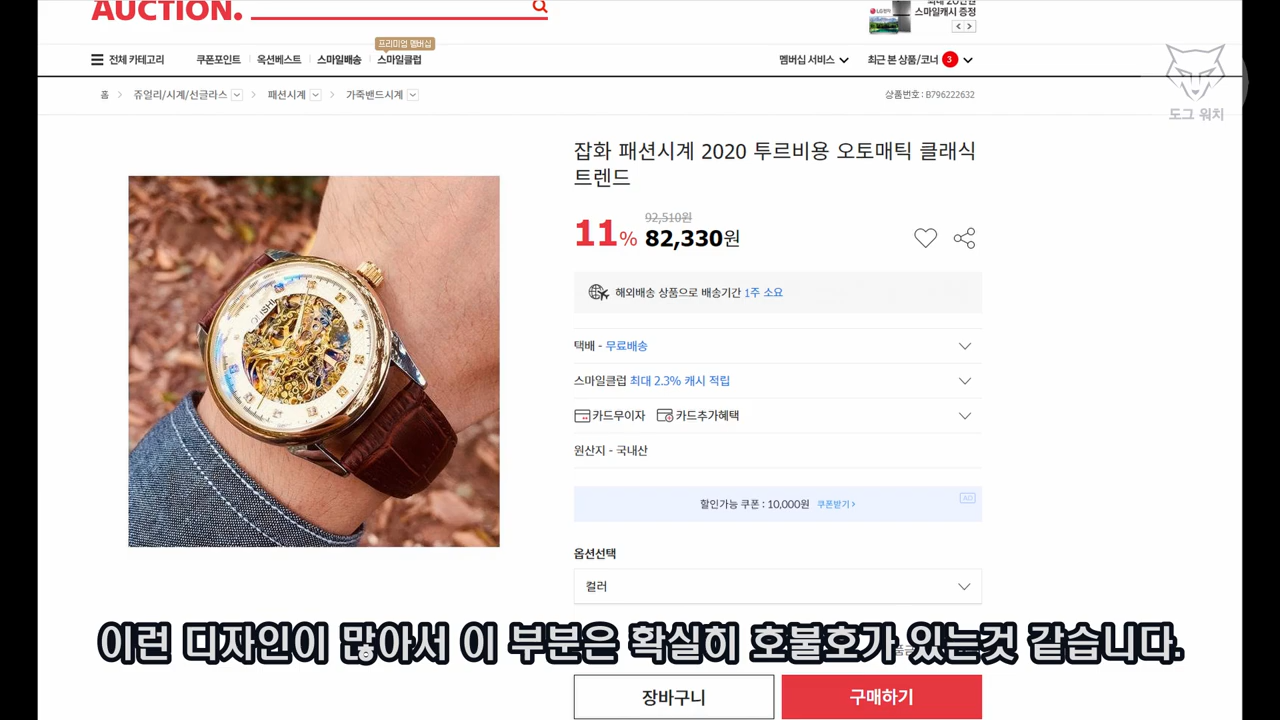 AUCTION.
스마일캐시 증정
프리미엄 멤버십
전체 카테고리
쿠폰포인트
옥션베스트
스마일배송
스마일클럽
멤버십 서비스
최근 본 상품/코너 3
홈 > 쥬얼리/시계/선글라스 > 패션시계 > 가죽밴드시계
상품번호 : B796222632
도그 워치
잡화 패션시계 2020 투르비용 오토매틱 클래식
트렌드
92,510원
11% 82,330원
해외배송 상품으로 배송기간 1주 소요
택배 - 무료배송
스마일클럽 최대 2.3% 캐시 적립
카드무이자 카드추가혜택
원산지 - 국내산
할인가능 쿠폰 : 10,000원 쿠폰받기 >
AD
옵션선택
컬러
이런 디자인이 많아서 이 부분은 확실히 호불호가 있는것 같습니다.
장바구니
구매하기